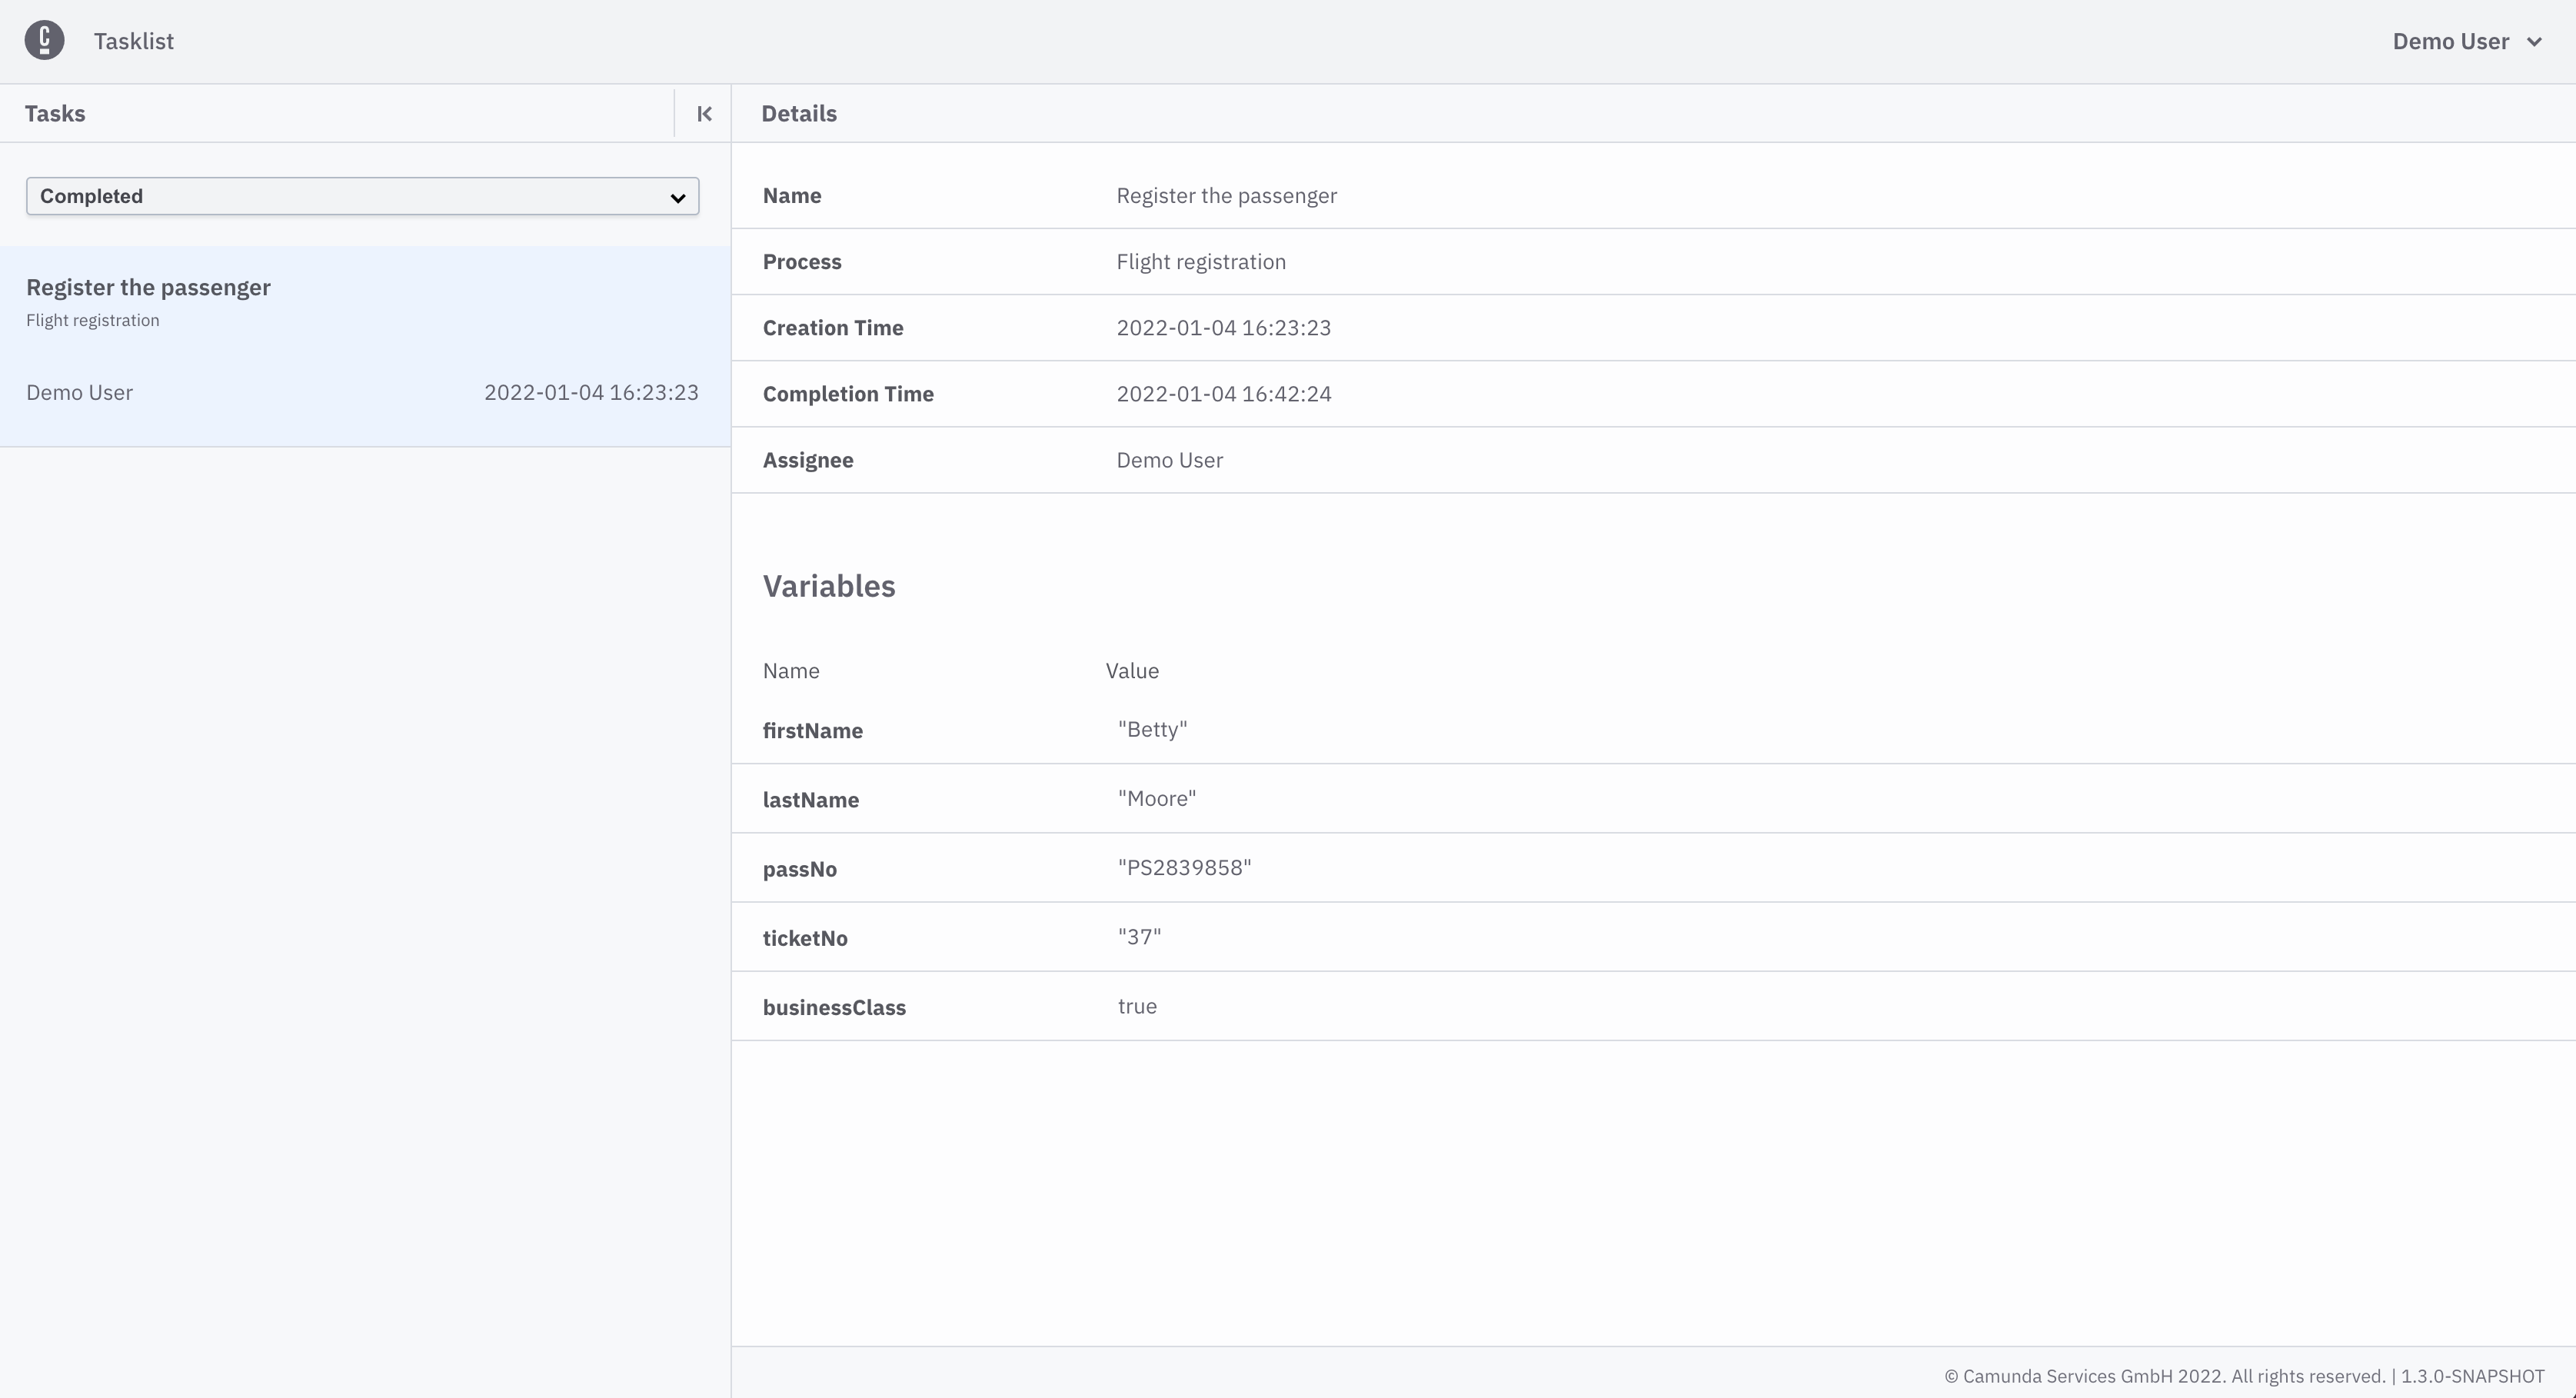 Tasklist
Demo User
Tasks
Details
Completed
Register the passenger
Flight registration
Demo User 2022-01-04 16:23:23
Name Register the passenger
Process Flight registration
Creation Time 2022-01-04 16:23:23
Completion Time 2022-01-04 16:42:24
Assignee Demo User
Variables
Name Value
firstName "Betty"
lastName "Moore"
passNo "PS2839858"
ticketNo "37"
businessClass true
© Camunda Services GmbH 2022. All rights reserved. | 1.3.0-SNAPSHOT